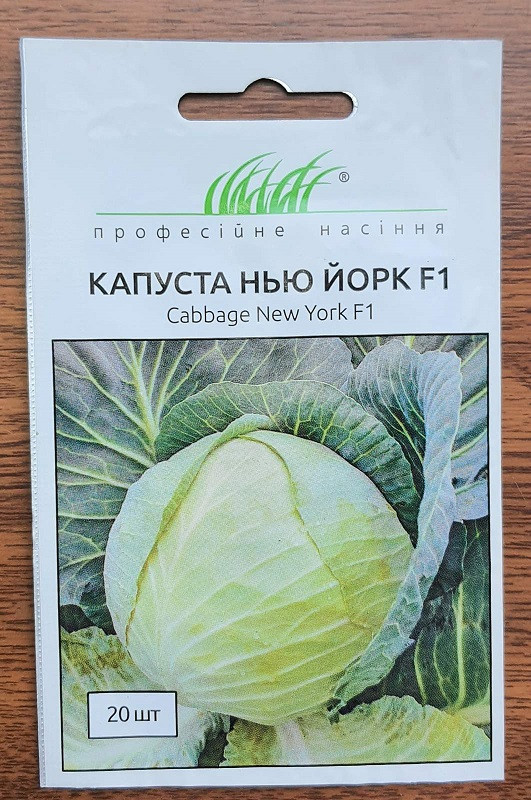 ®
професійне насіння
КАПУСТА НЬЮ ЙОРК F1
Cabbage New York F1
20 шт